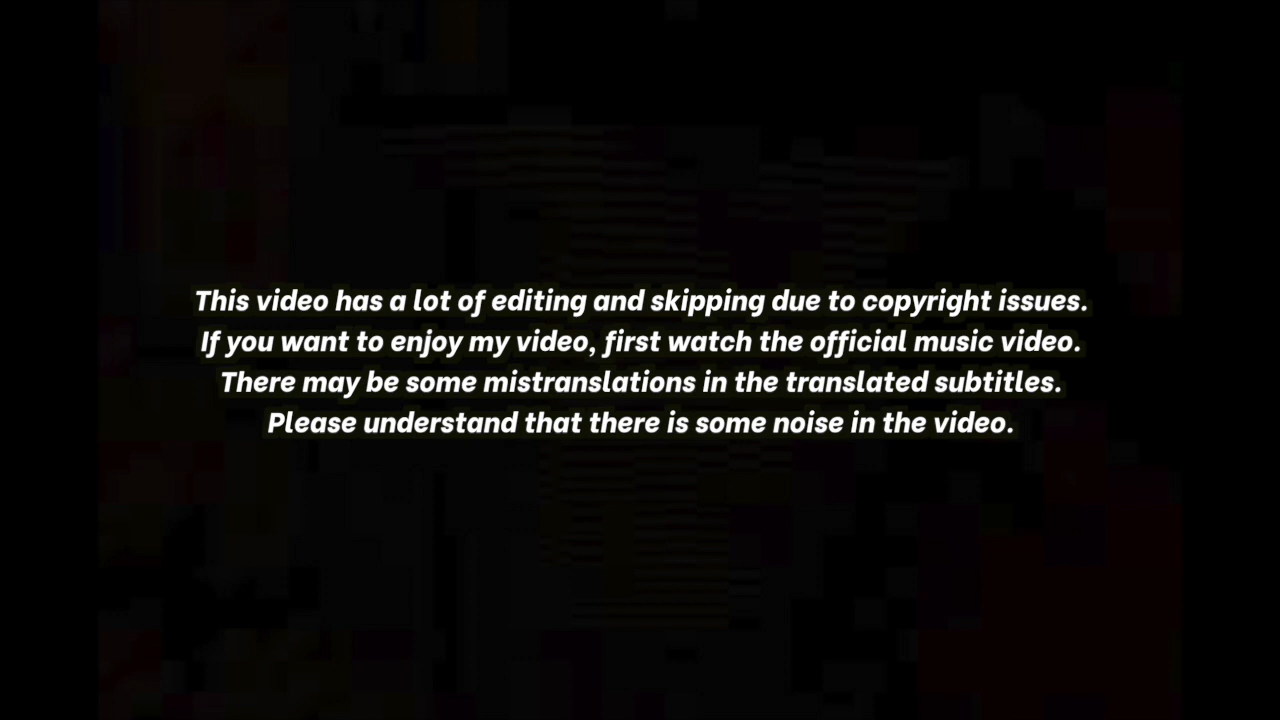 This video has a lot of editing and skipping due to copyright issues.
If you want to enjoy my video, first watch the official music video.
There may be some mistranslations in the translated subtitles.
Please understand that there is some noise in the video.